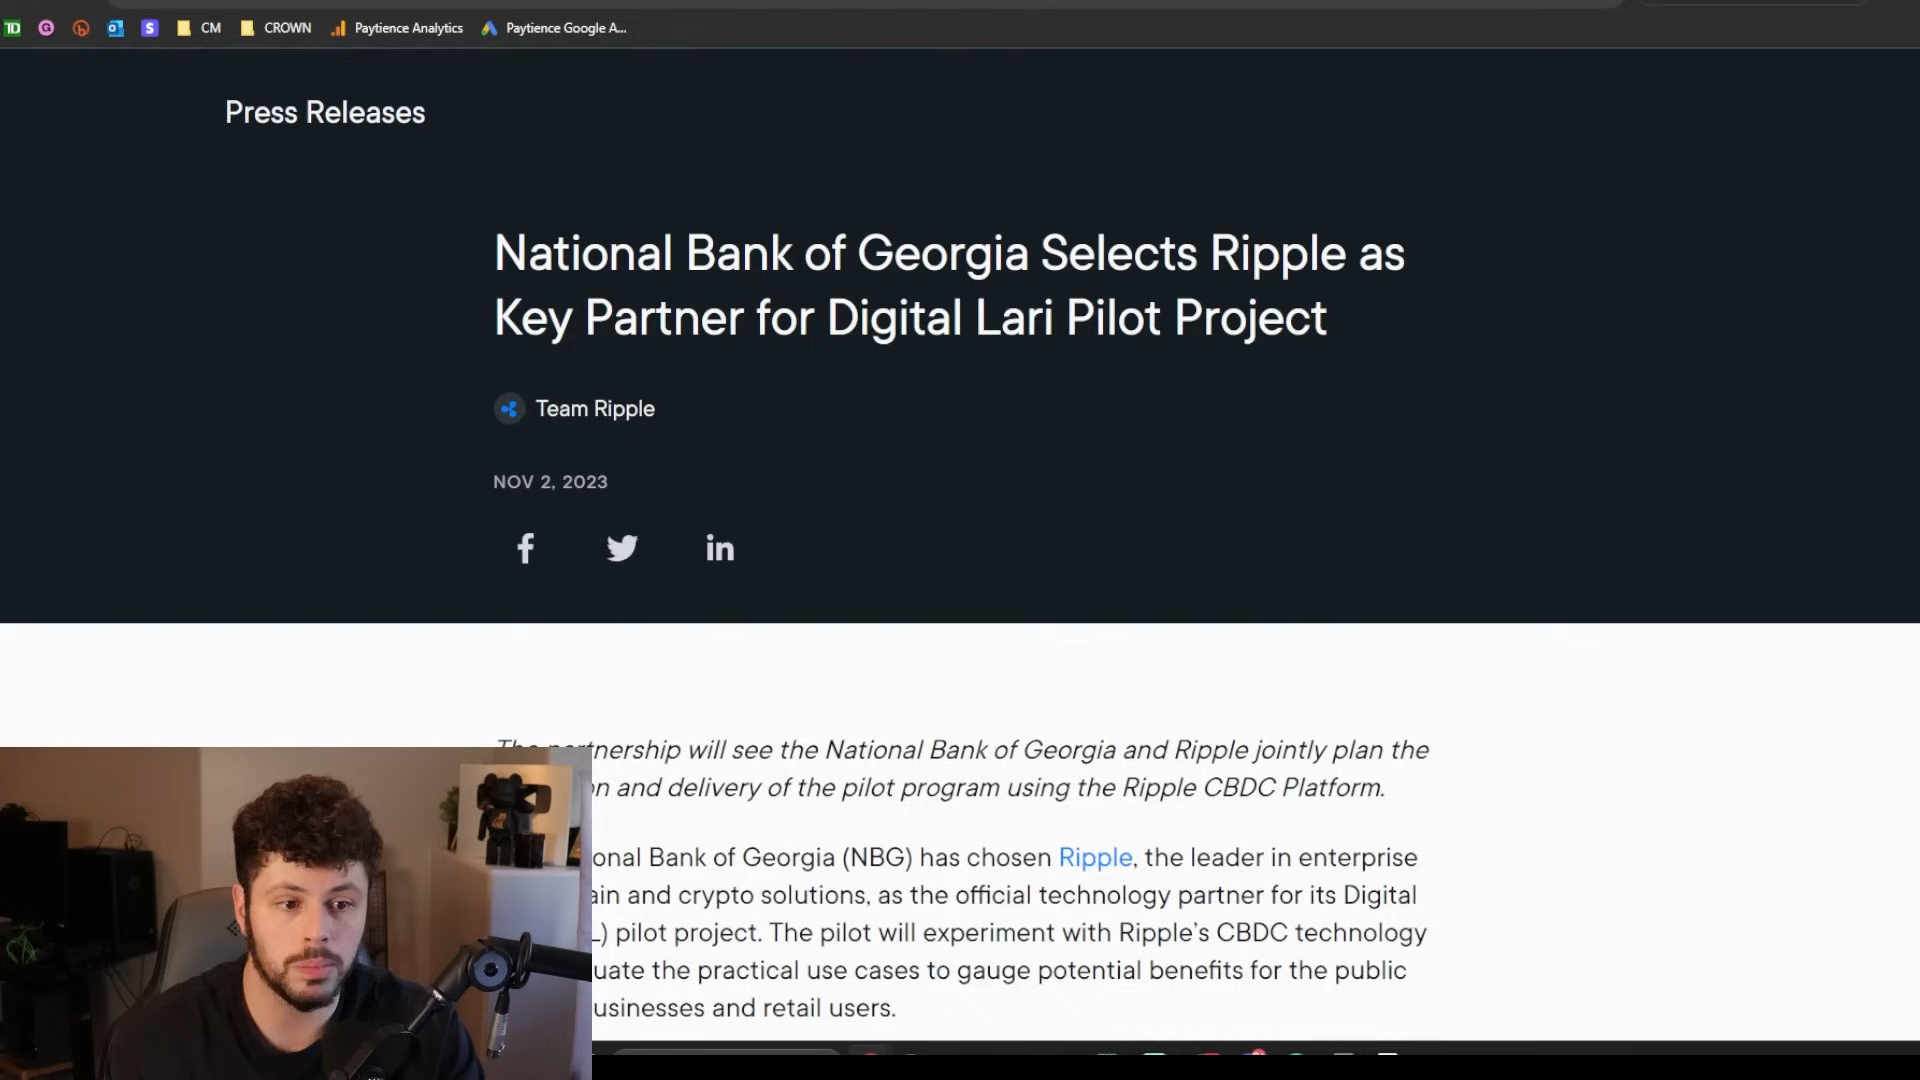 CM
CROWN
Paytience Analytics
Paytience Google A...
Press Releases
National Bank of Georgia Selects Ripple as
Key Partner for Digital Lari Pilot Project
Team Ripple
NOV 2, 2023
nership will see the National Bank of Georgia and Ripple jointly plan the
n and delivery of the pilot program using the Ripple CBDC Platform.
onal Bank of Georgia (NBG) has chosen Ripple, the leader in enterprise
ain and crypto solutions, as the official technology partner for its Digital
L) pilot project. The pilot will experiment with Ripple's CBDC technology
uate the practical use cases to gauge potential benefits for the public
usinesses and retail users.